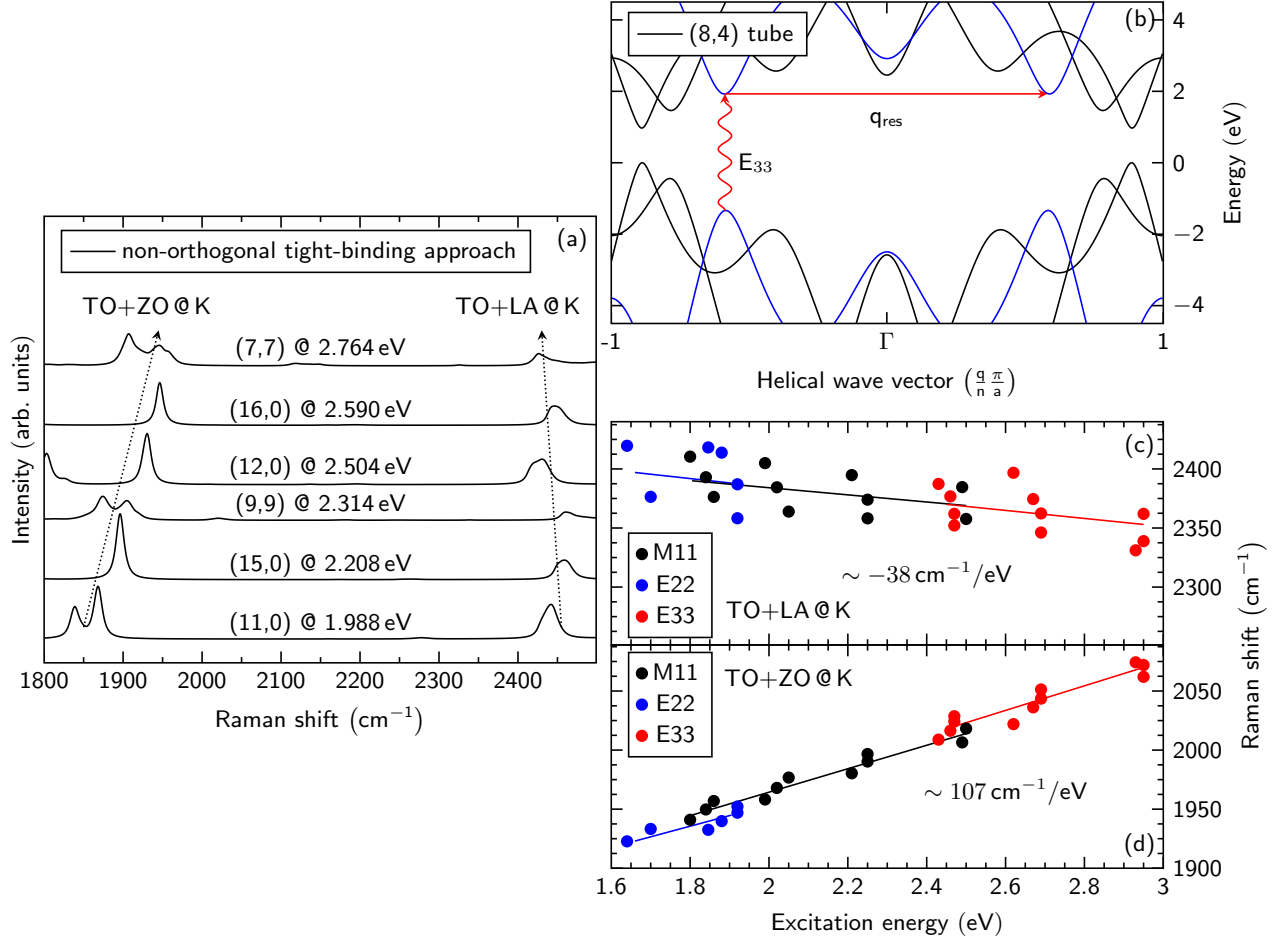 1800 1900 2000 2100 2200 2300 2400
Raman shift (cm⁻¹)
Intensity (arb. units)
non-orthogonal tight-binding approach
(a)
TO+ZO@K
TO+LA@K
(7,7) @ 2.764 eV
(16,0) @ 2.590 eV
(12,0) @ 2.504 eV
(9,9) @ 2.314 eV
(15,0) @ 2.208 eV
(11,0) @ 1.988 eV
(8,4) tube
(b)
4
2
0
−2
−4
Energy (eV)
q_res
E₃₃
-1 Γ 1
Helical wave vector (q/n π/a)
(c)
M11
E22
E33
∼ −38 cm⁻¹/eV
TO+LA@K
2400
2350
2300
Raman shift (cm⁻¹)
M11
E22
E33
TO+ZO@K
∼ 107 cm⁻¹/eV
(d)
2050
2000
1950
1900
1.6 1.8 2 2.2 2.4 2.6 2.8 3
Excitation energy (eV)